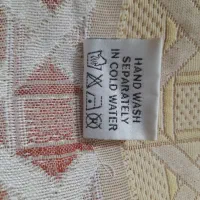 HAND WASH
SEPARATELY
IN COLD WATER